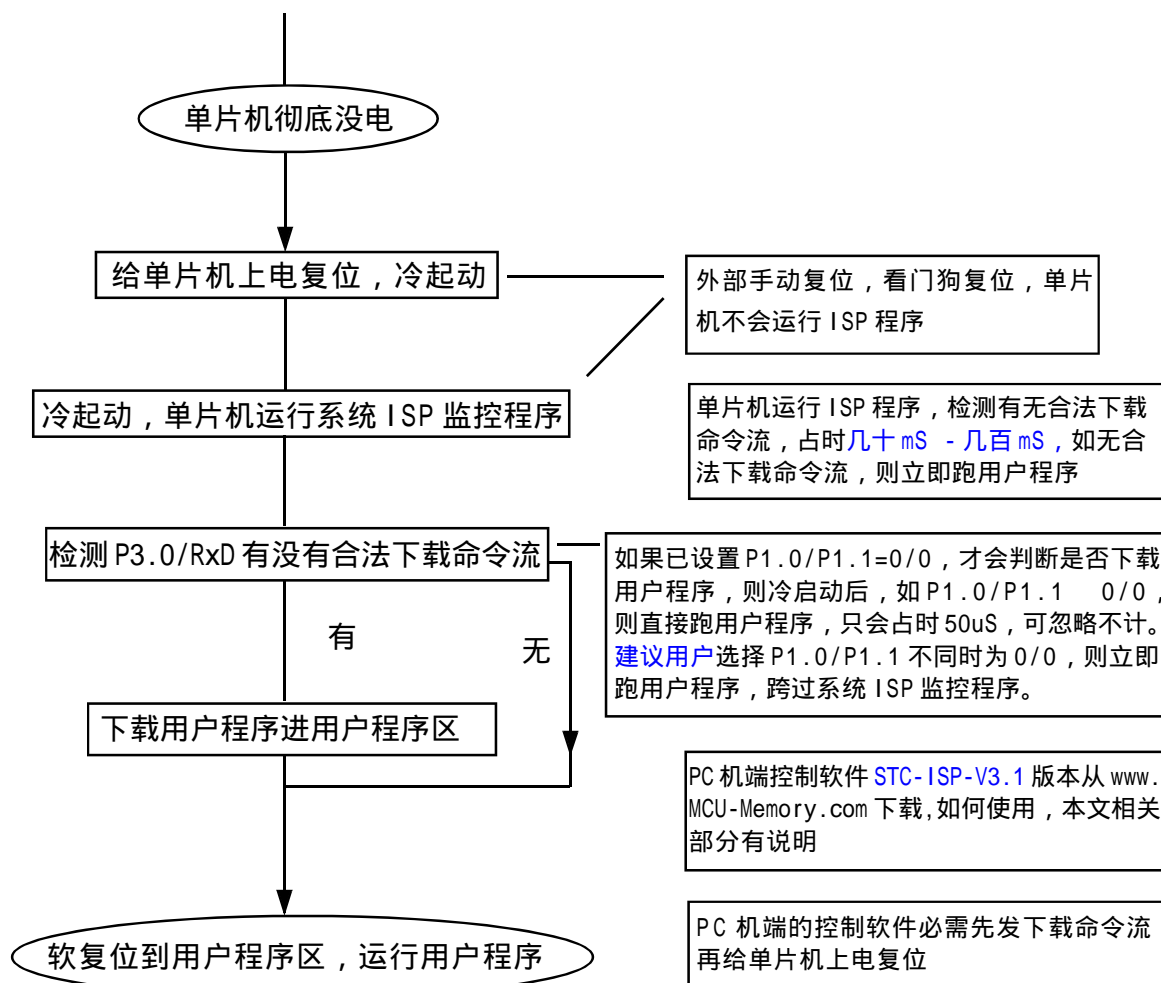 单片机彻底没电
给单片机上电复位，冷起动
外部手动复位，看门狗复位，单片
机不会运行 ISP 程序
冷起动，单片机运行系统 ISP 监控程序
单片机运行 ISP 程序，检测有无合法下载
命令流，占时几十 mS - 几百 mS，如无合
法下载命令流，则立即跑用户程序
检测 P3.0/RxD 有没有合法下载命令流
如果已设置 P1.0/P1.1=0/0，才会判断是否下载
用户程序，则冷启动后，如 P1.0/P1.1 0/0，
则直接跑用户程序，只会占时 50uS，可忽略不计。
建议用户选择 P1.0/P1.1 不同时为 0/0，则立即
跑用户程序，跨过系统 ISP 监控程序。
有
无
下载用户程序进用户程序区
PC 机端控制软件 STC-ISP-V3.1 版本从 www.
MCU-Memory.com 下载,如何使用，本文相关
部分有说明
软复位到用户程序区，运行用户程序
PC 机端的控制软件必需先发下载命令流
再给单片机上电复位